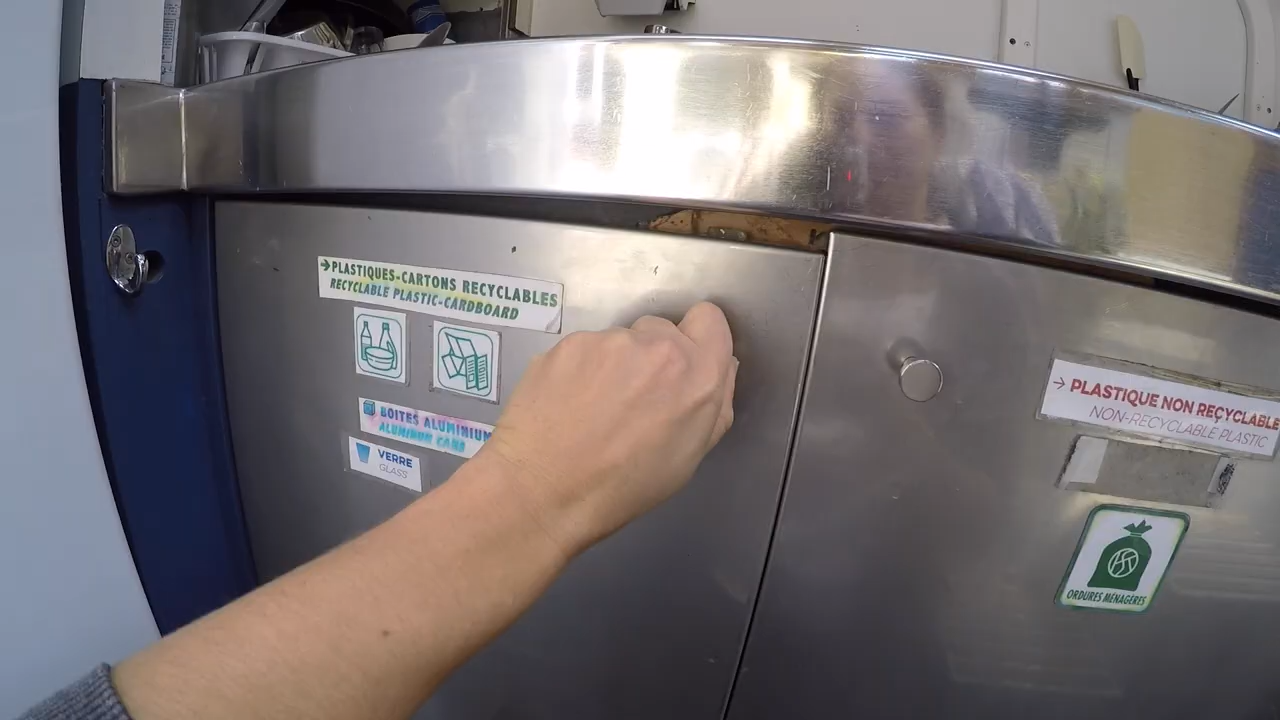 →PLASTIQUES-CARTONS RECYCLABLES
RECYCLABLE PLASTIC-CARDBOARD
BOITES ALUMINIUM
ALUMINUM CANS
VERRE
GLASS
→ PLASTIQUE NON RECYCLABLE
NON-RECYCLABLE PLASTIC
ORDURES MÉNAGÈRES